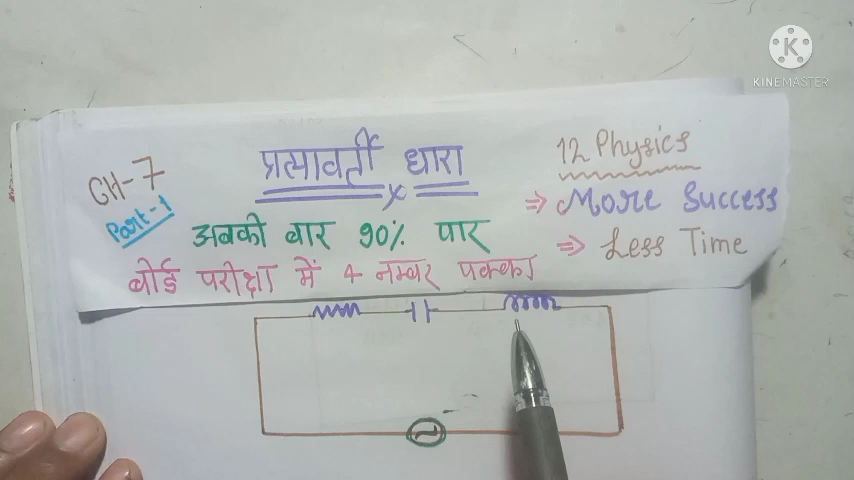 K
KINEMASTER
CH-7
Part-1
प्रत्यावर्ती धारा
12 Physics
अबकी बार 90% पार
बोर्ड परीक्षा में 4 नम्बर पक्का
⇒ More Success
⇒ Less Time